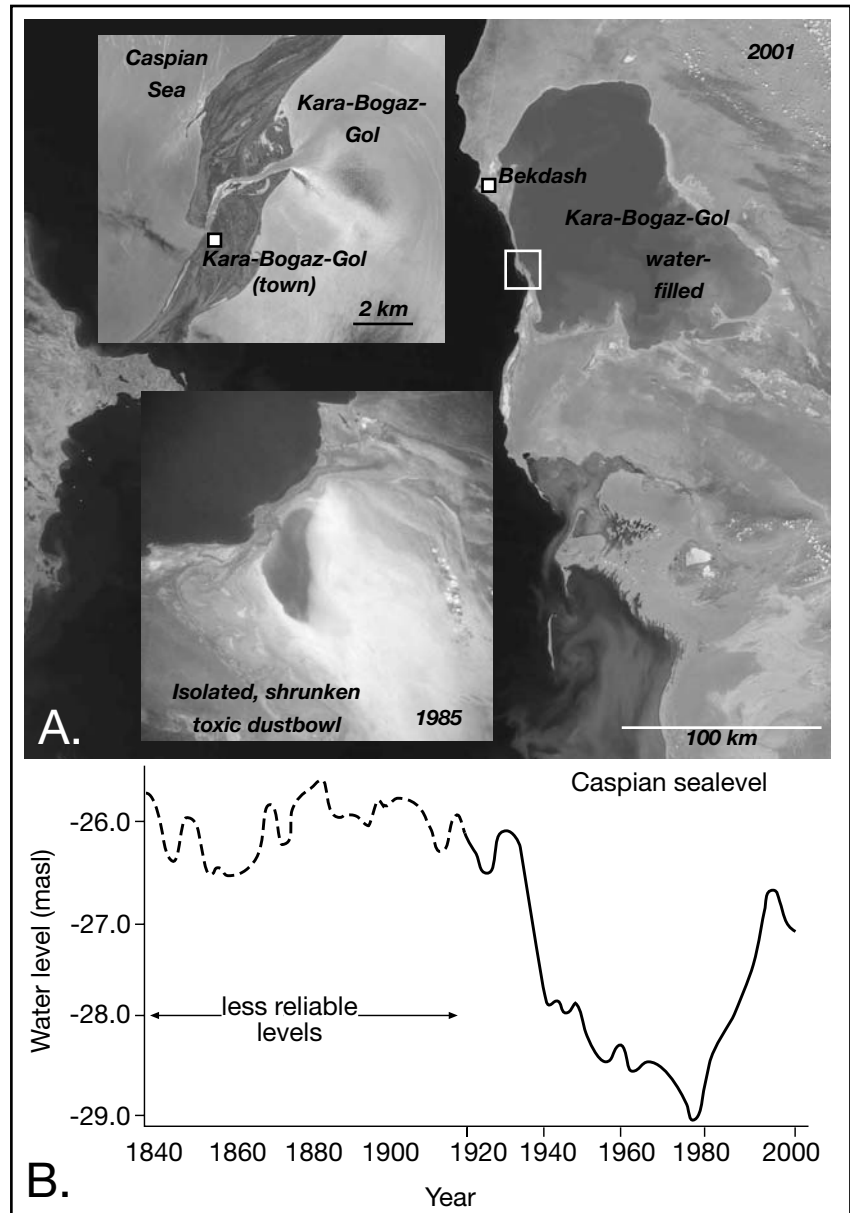 Caspian
Sea
Kara-Bogaz-
Gol
Kara-Bogaz-Gol
(town)
2 km
2001
Bekdash
Kara-Bogaz-Gol
water-
filled
Isolated, shrunken
toxic dustbowl
1985
100 km
A.
Caspian sealevel
Water level (masl)
-26.0
-27.0
-28.0
-29.0
less reliable
levels
1840 1860 1880 1900 1920 1940 1960 1980 2000
Year
B.